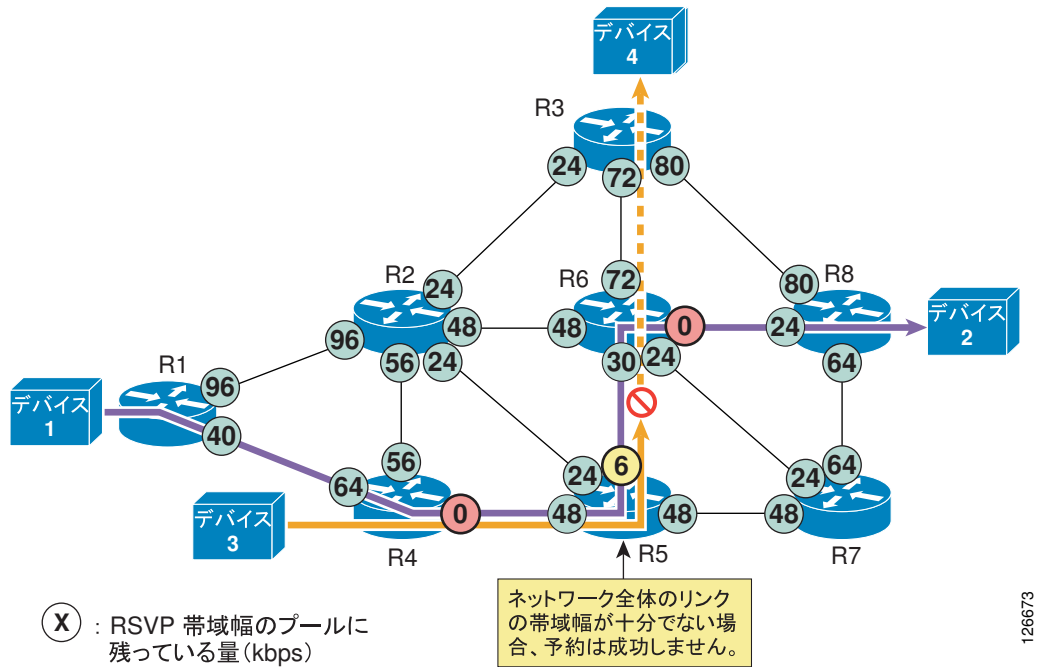 デバイス
4
R3
24
72
80
R2
24
R6
72
R8
80
48
48
0
24
デバイス
2
96
56
24
30
24
64
R1
96
デバイス
1
40
56
64
24
6
24
64
0
48
48
48
デバイス
3
R4
R5
R7
X : RSVP 帯域幅のプールに
残っている量(kbps)
ネットワーク全体のリンク
の帯域幅が十分でない場
合、予約は成功しません。
126673